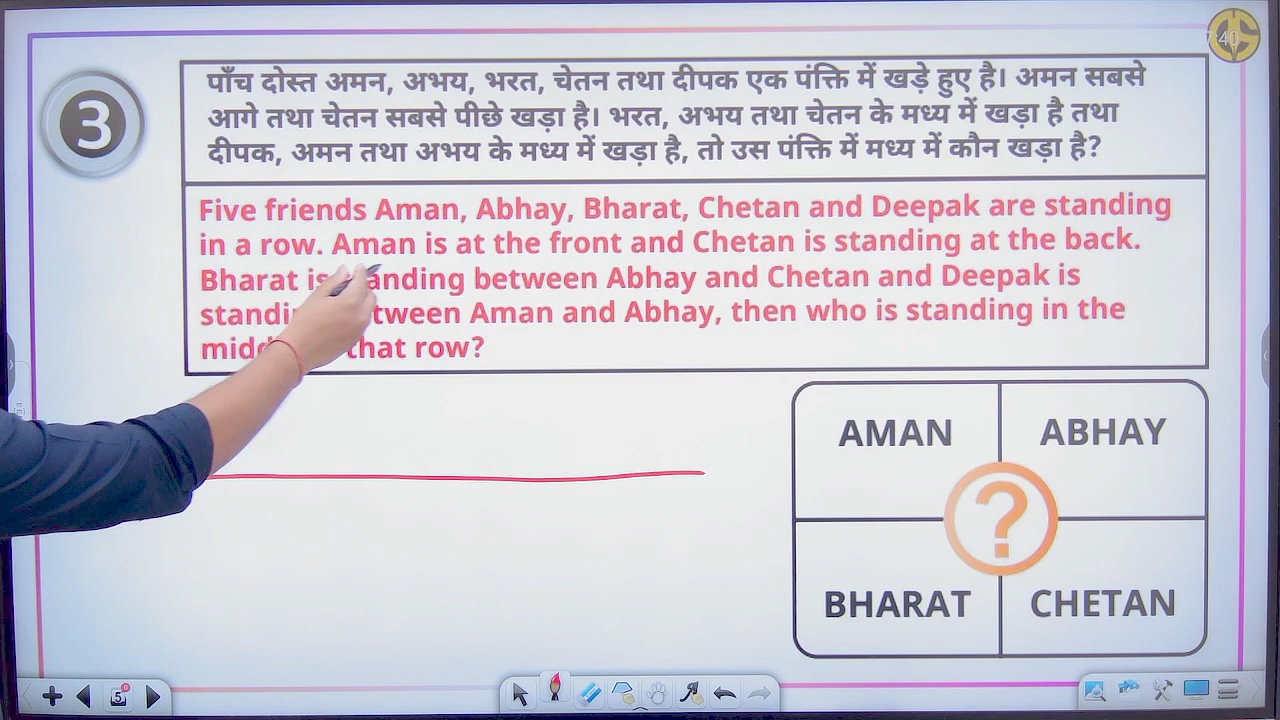 7:40
3
पाँच दोस्त अमन, अभय, भरत, चेतन तथा दीपक एक पंक्ति में खड़े हुए है। अमन सबसे
आगे तथा चेतन सबसे पीछे खड़ा है। भरत, अभय तथा चेतन के मध्य में खड़ा है तथा
दीपक, अमन तथा अभय के मध्य में खड़ा है, तो उस पंक्ति में मध्य में कौन खड़ा है?
Five friends Aman, Abhay, Bharat, Chetan and Deepak are standing
in a row. Aman is at the front and Chetan is standing at the back.
Bharat is standing between Abhay and Chetan and Deepak is
between Aman and Abhay, then who is standing in the
that row?
AMAN ABHAY
?
BHARAT CHETAN
5